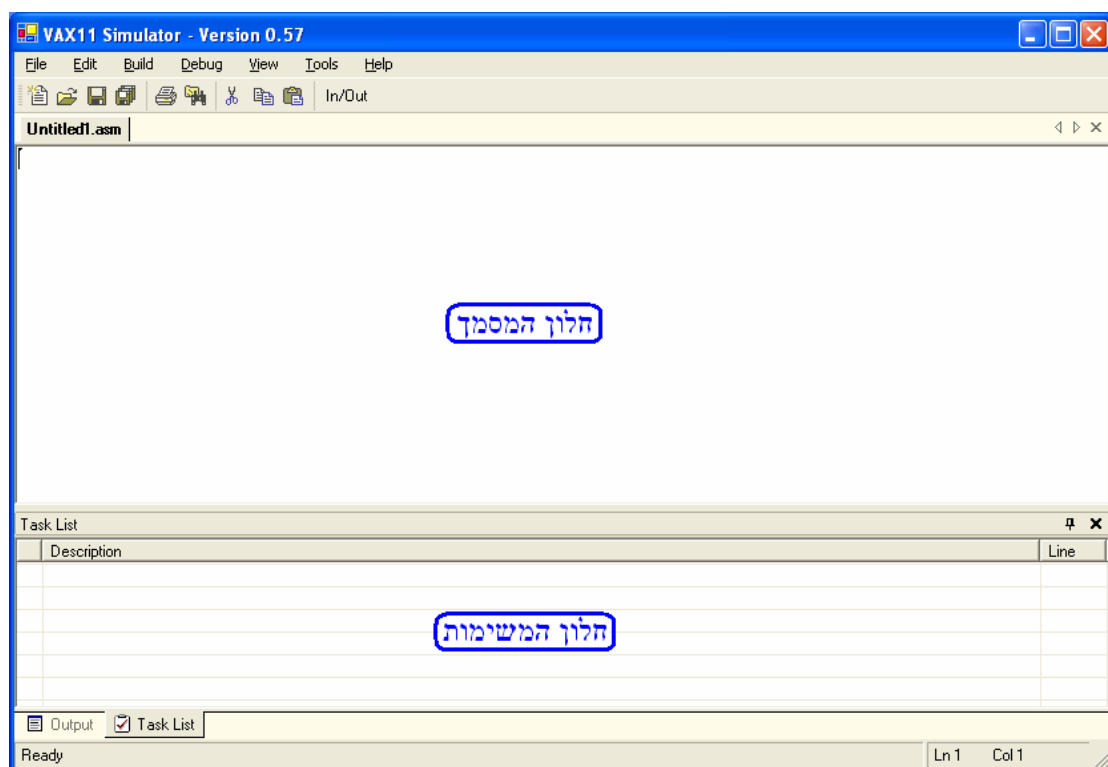 VAX11 Simulator - Version 0.57
File Edit Build Debug View Tools Help
In/Out
Untitled1.asm
חלון המסמך
Task List
Description Line
חלון המשימות
Output Task List
Ready Ln 1 Col 1